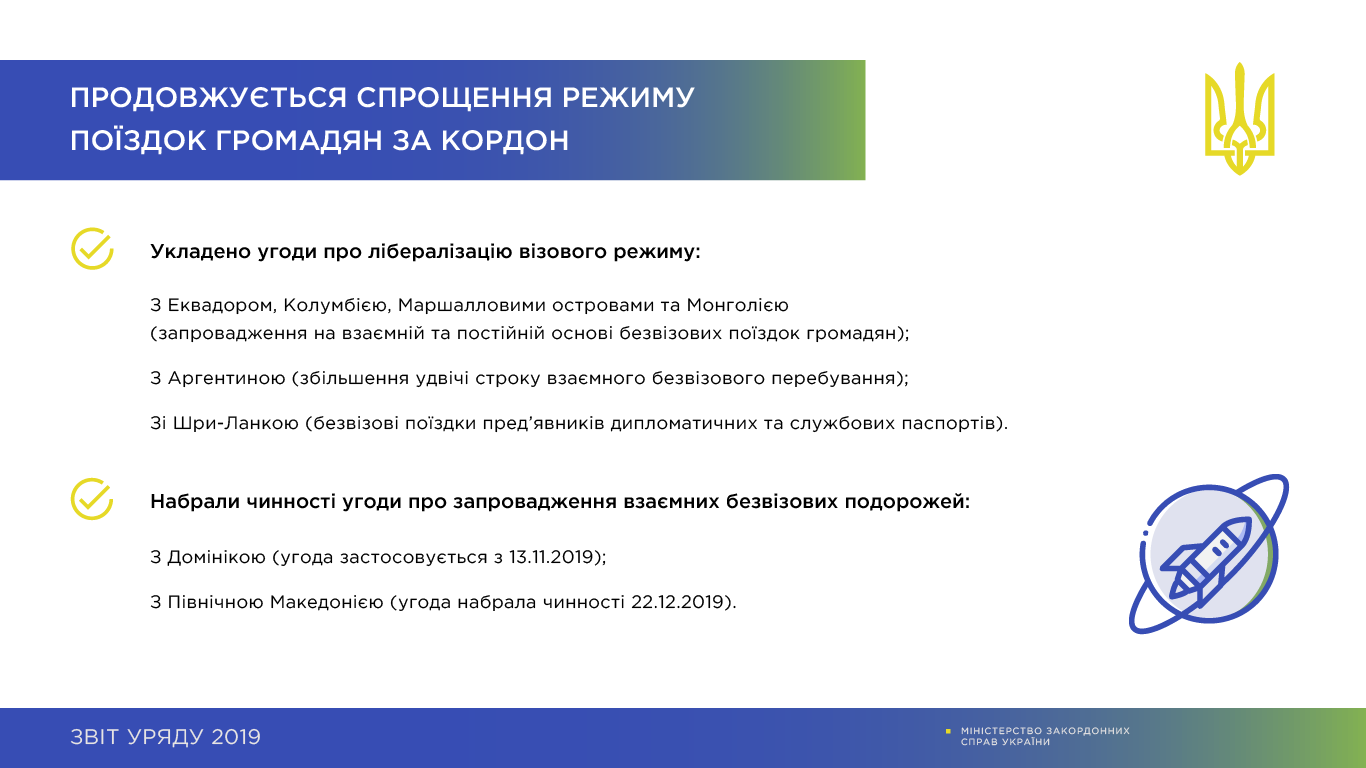 ПРОДОВЖУЄТЬСЯ СПРОЩЕННЯ РЕЖИМУ
ПОЇЗДОК ГРОМАДЯН ЗА КОРДОН
Укладено угоди про лібералізацію візового режиму:
З Еквадором, Колумбією, Маршалловими островами та Монголією
(запровадження на взаємній та постійній основі безвізових поїздок громадян);
З Аргентиною (збільшення удвічі строку взаємного безвізового перебування);
Зі Шри-Ланкою (безвізові поїздки пред’явників дипломатичних та службових паспортів).
Набрали чинності угоди про запровадження взаємних безвізових подорожей:
З Домінікою (угода застосовується з 13.11.2019);
З Північною Македонією (угода набрала чинності 22.12.2019).
ЗВІТ УРЯДУ 2019
МІНІСТЕРСТВО ЗАКОРДОННИХ
СПРАВ УКРАЇНИ